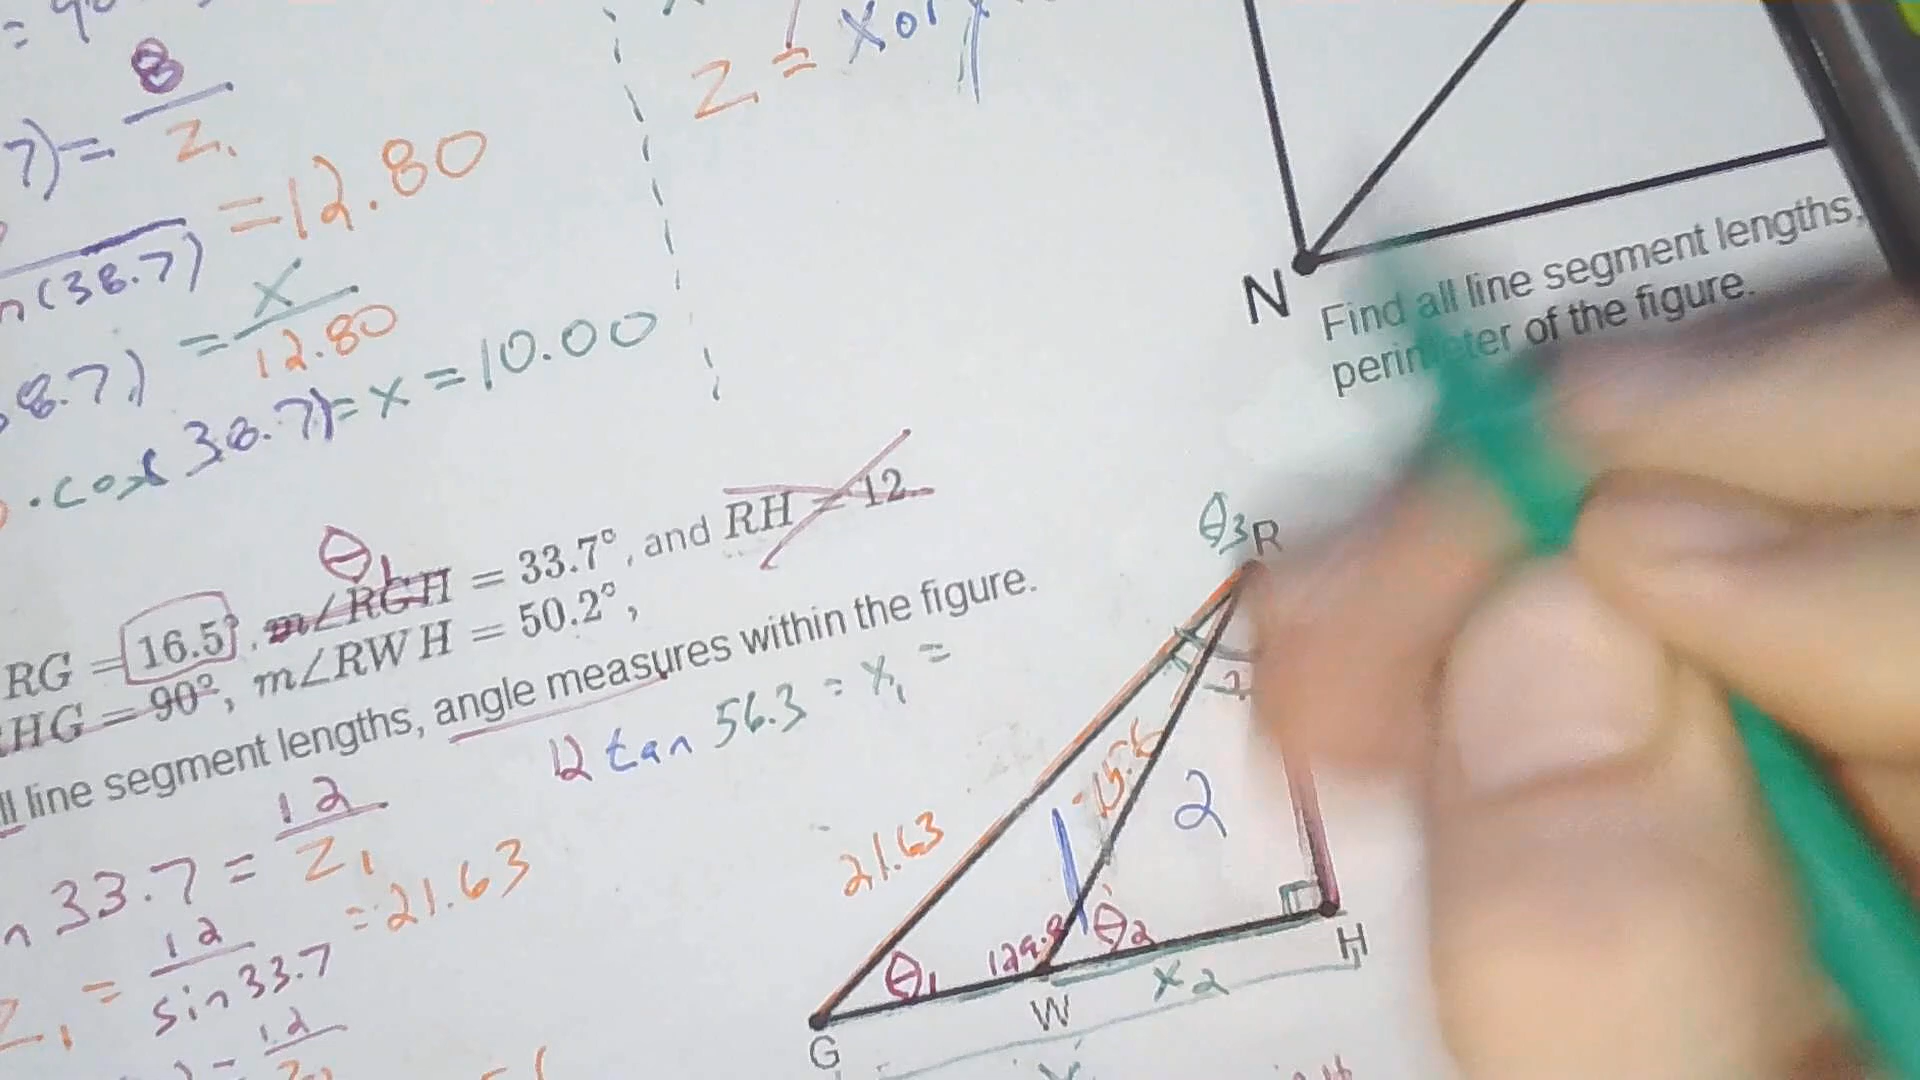 8
7) = Z.
= 12.80
n(38.7)
8.7) = X
12.80
.cos(38.7) = x = 10.00
Z = x or y
N
Find all line segment lengths,
perimeter of the figure.
θ1
RG = 16.5, m∠RGH = 33.7°, and RH = 12
HG = 90°, m∠RWH = 50.2°,
ll line segment lengths, angle measures within the figure.
12 tan 56.3 = x1 =
n 33.7 = 12
Z1
= 21.63
Z1 = 12
sin 33.7
12
θ3 R
21.63
15.6
2
129.8
θ1
θ2
x2
G
W
H